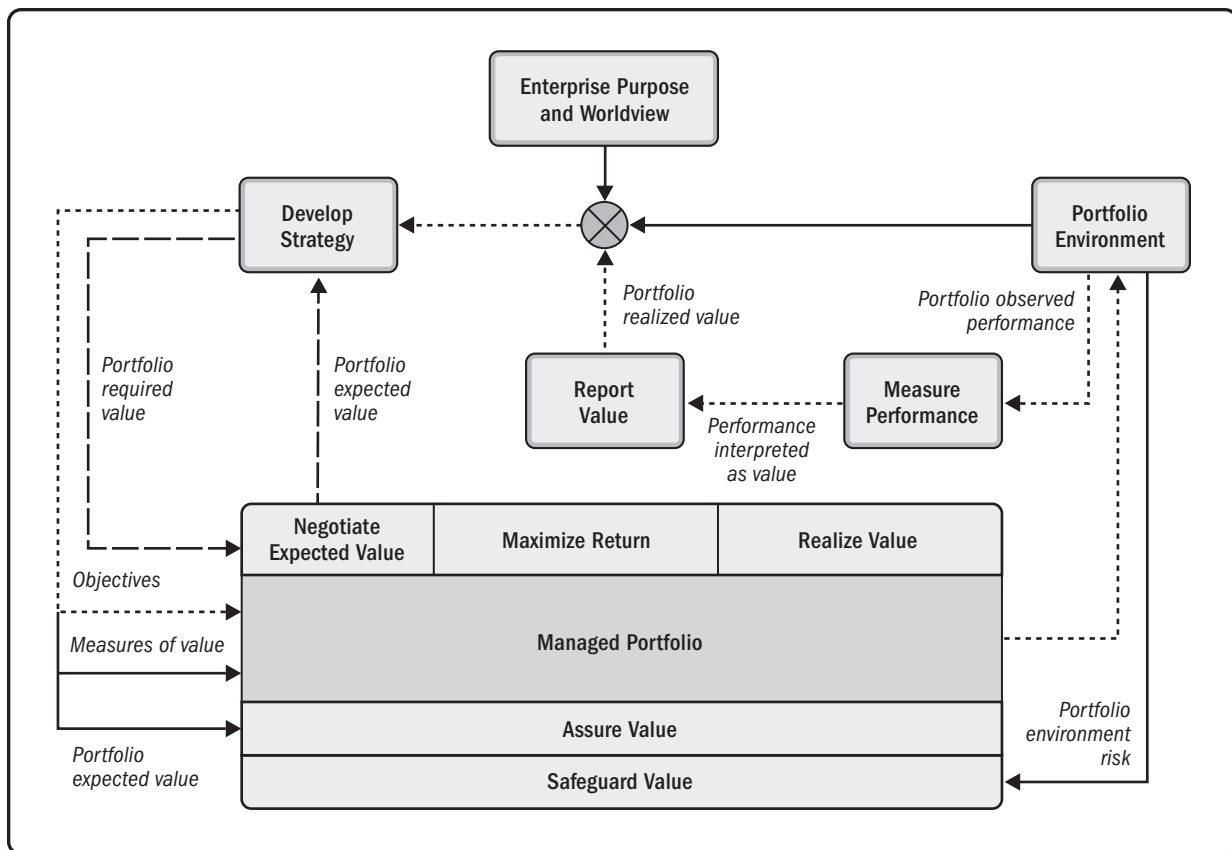 Enterprise Purpose
and Worldview
Develop
Strategy
Portfolio
Environment
Portfolio
realized value
Portfolio observed
performance
Portfolio
required
value
Portfolio
expected
value
Report
Value
Measure
Performance
Performance
interpreted
as value
Negotiate
Expected Value
Maximize Return
Realize Value
Objectives
Measures of value
Managed Portfolio
Assure Value
Portfolio
expected value
Portfolio
environment
risk
Safeguard Value